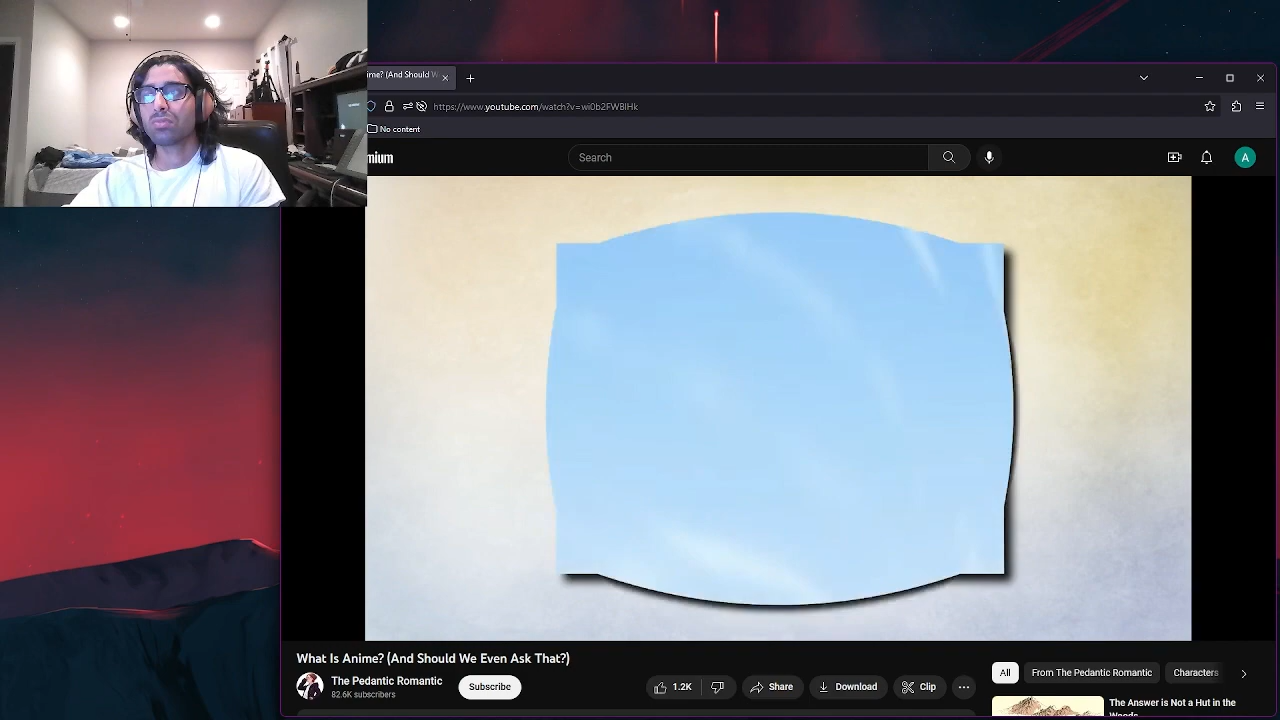 ime? (And Should W
https://www.youtube.com/watch?v=wi0b2FWBlHk
No content
mium
Search
A
What Is Anime? (And Should We Even Ask That?)
The Pedantic Romantic
82.6K subscribers
Subscribe
1.2K
Share
Download
Clip
All
From The Pedantic Romantic
Characters
The Answer is Not a Hut in the
Woods